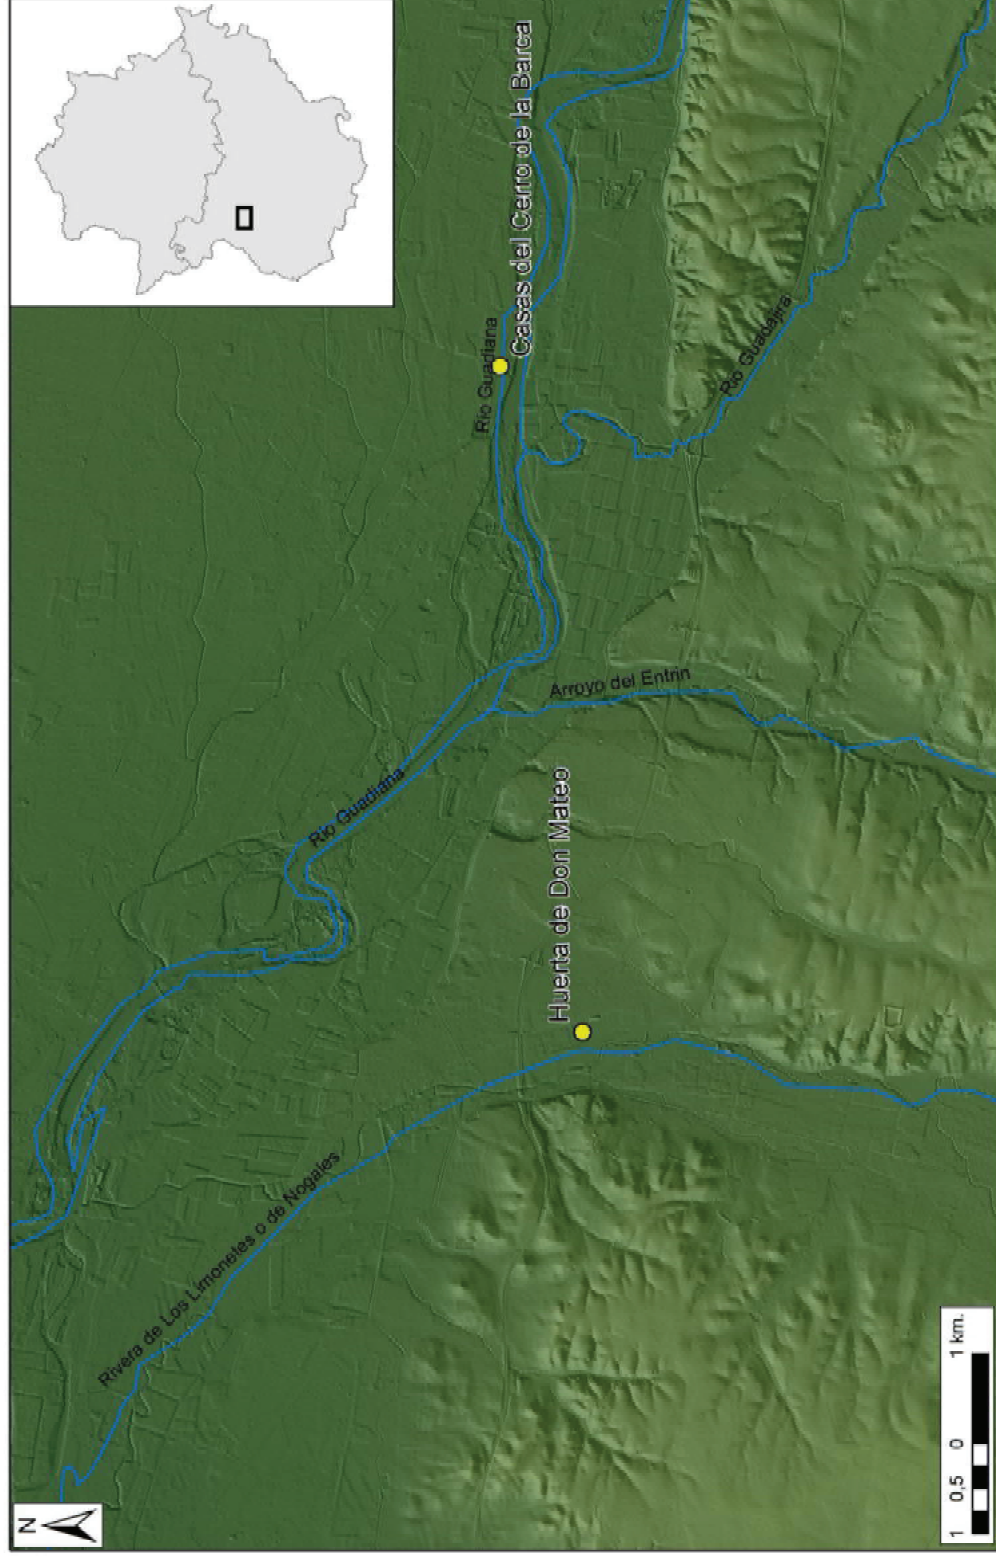 N
Casas del Cerro de la Barca
Río Guadiana
Río Guadajira
Arroyo del Entrín
Río Guadiana
Huerta de Don Mateo
Rivera de Los Limonetes o de Nogales
1 0,5 0 1 km.